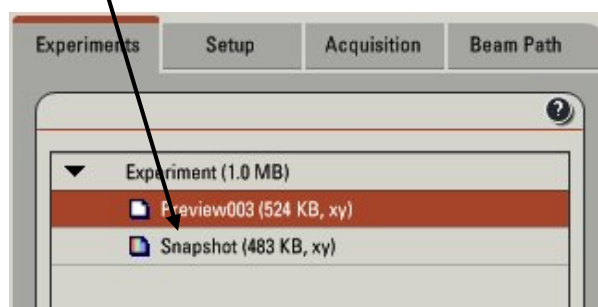 Experiments Setup Acquisition Beam Path
?
Experiment (1.0 MB)
Preview003 (524 KB, xy)
Snapshot (483 KB, xy)